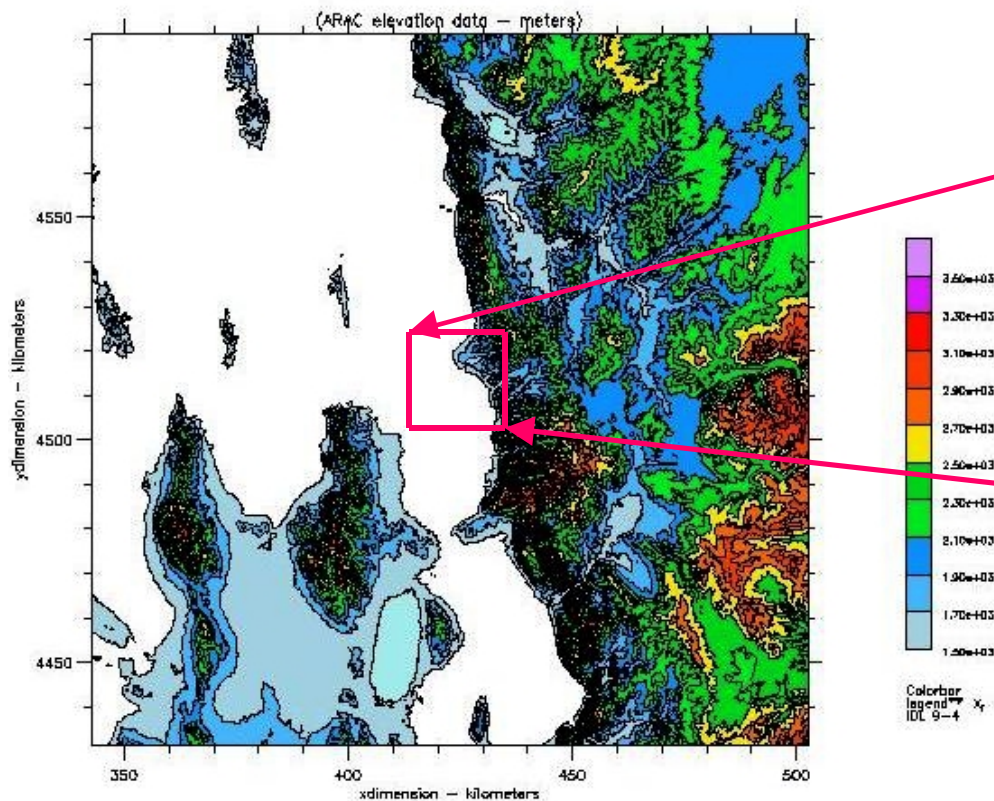 (ARAC elevation data — meters)
4550
4500
4450
ydimension — kilometers
350
400
450
500
xdimension — kilometers
3.50e+03
3.30e+03
3.10e+03
2.90e+03
2.70e+03
2.50e+03
2.30e+03
2.10e+03
1.90e+03
1.70e+03
1.50e+03
Colorbar
legend
IDL 9-4